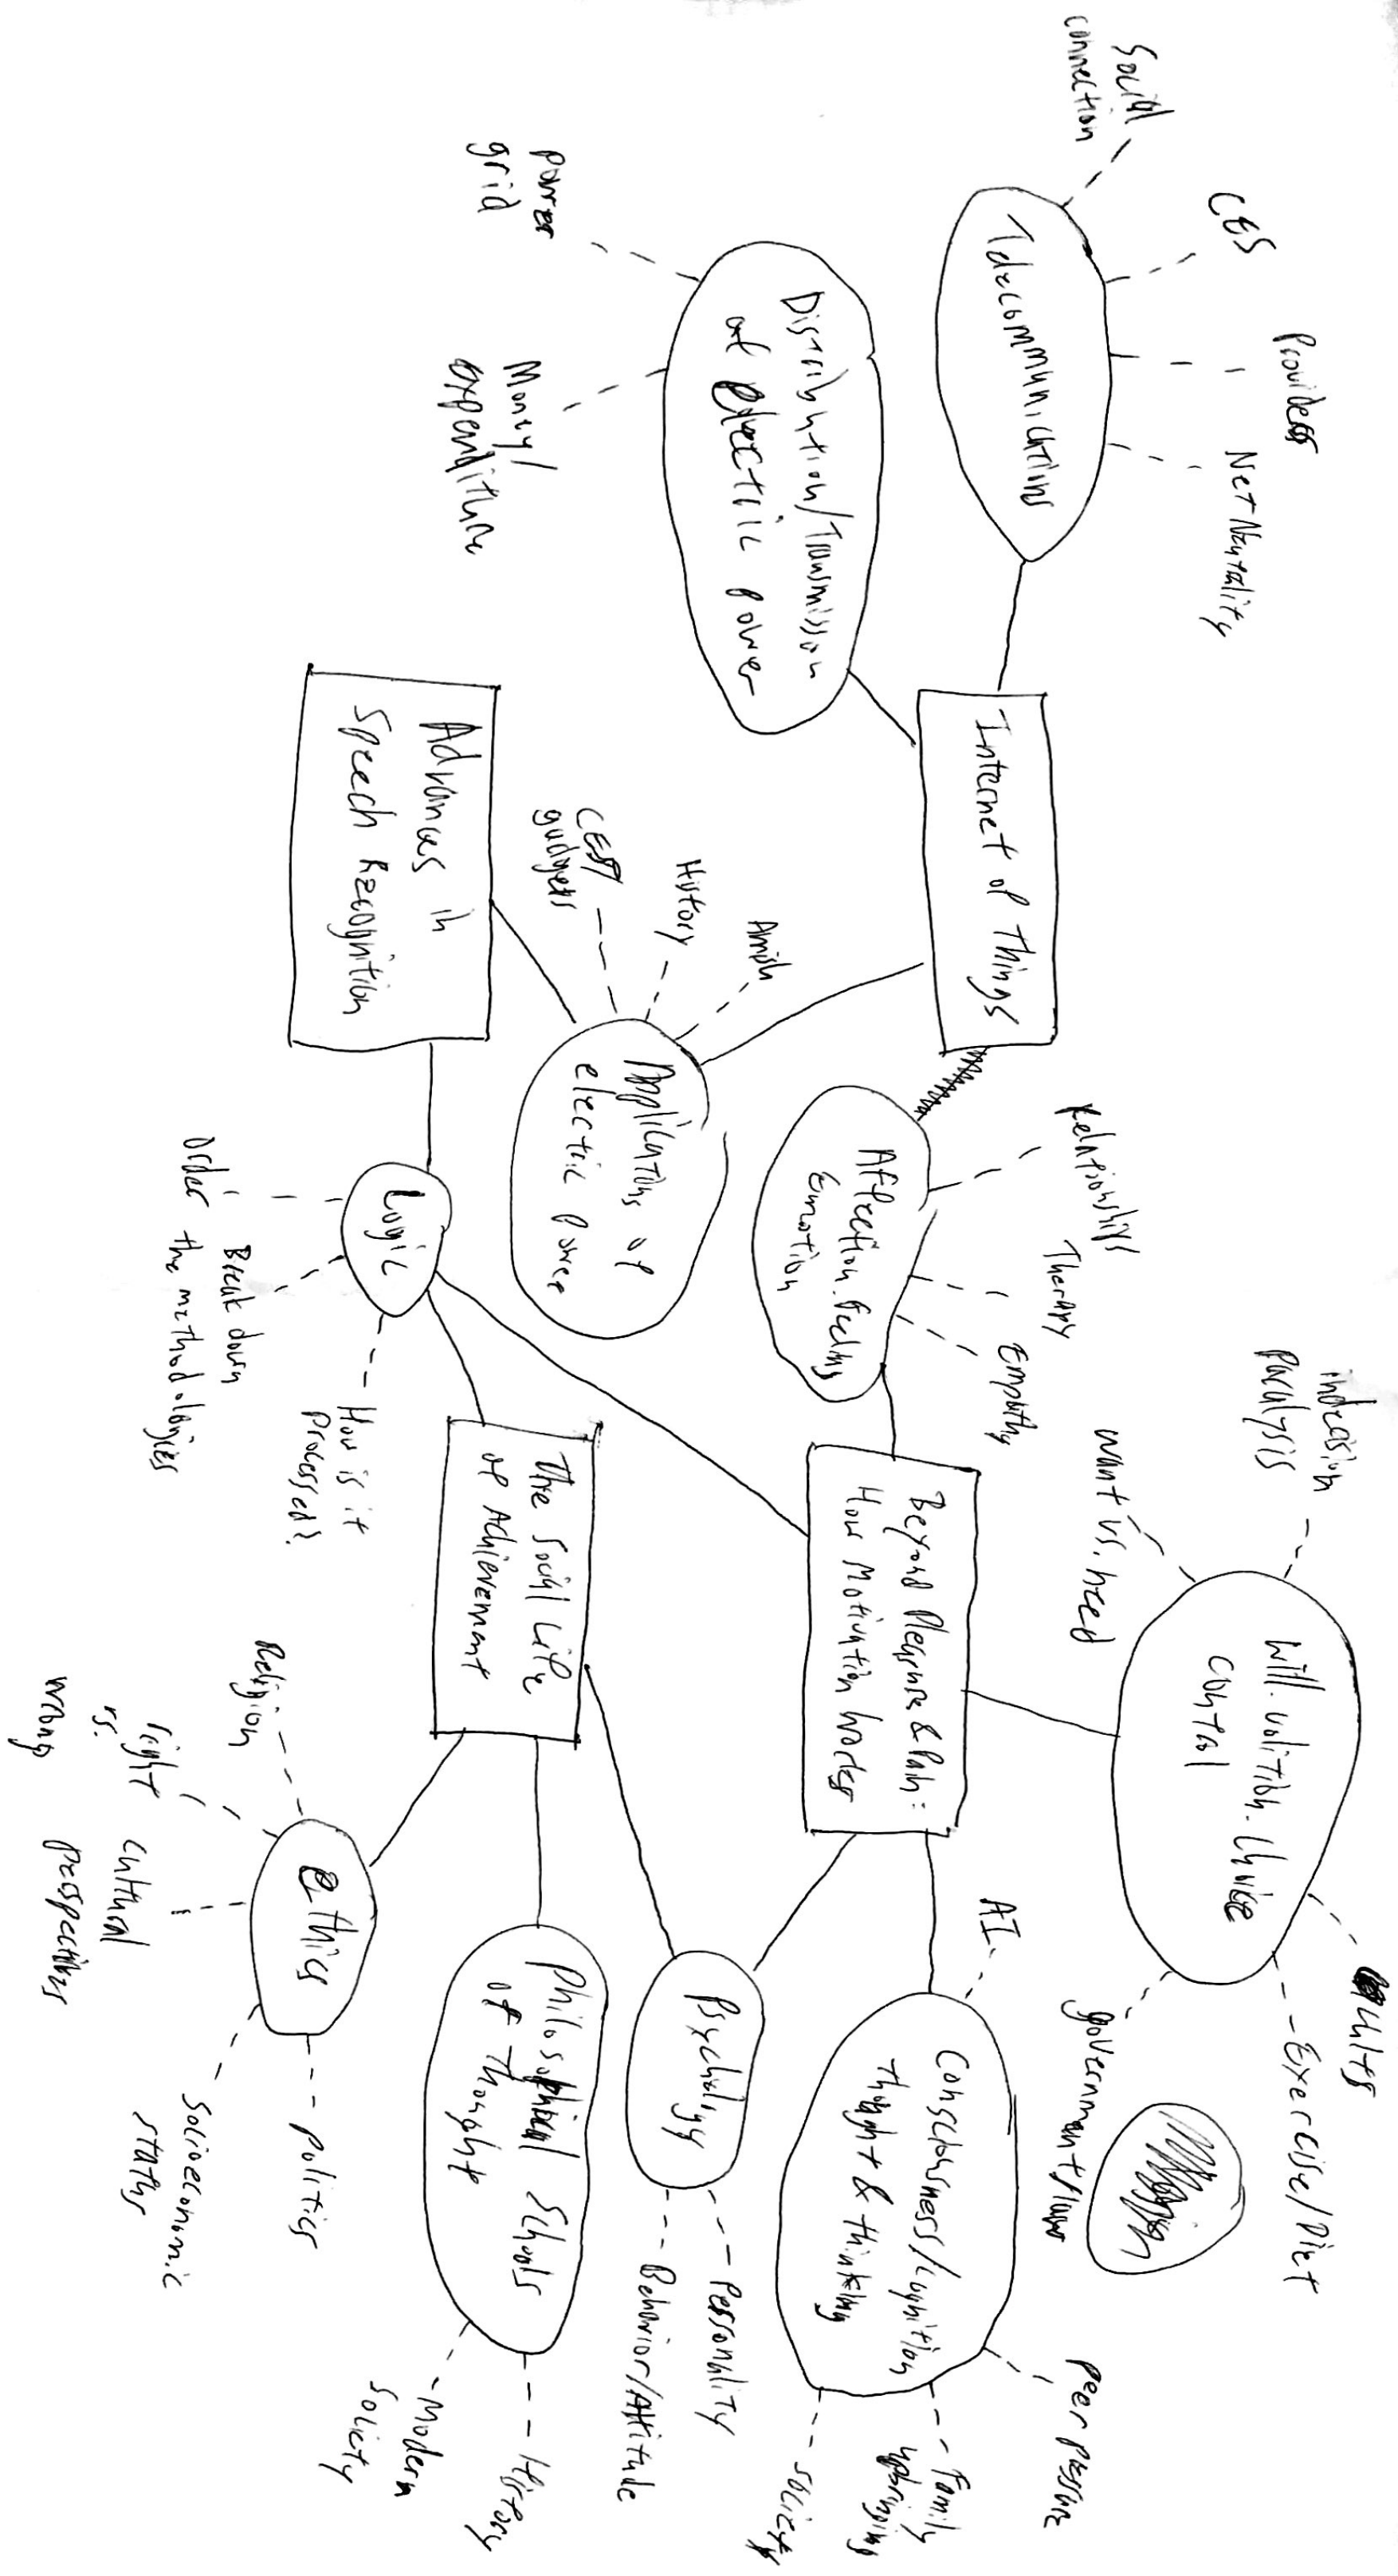 Social
connection
CES
Providers
Net Neutrality
Telecommunications
Power
grid
Money/
expenditure
Distribution/Transmission
of electric power
Internet of things
Advances in
Speech Recognition
CES
gadgets
History
Amish
Applications of
electric power
Relationships
Therapy
Empathy
Affection. Feeling
Emotion
Logic
Order
Break down
the methodologies
How is it
Processed?
indecision
Paralysis
want vs. need
Will. volition. Choice
control
cults
Exercise/Diet
government
Beyond Pleasure & Pain:
How Motivation Works
The Social Life
of Achievement
Religion
right
vs.
wrong
cultural
perspectives
ethics
Socioeconomic
status
politics
Philosophical Schools
of Thought
Modern
Society
History
Psychology
Personality
Behavior/Attitude
AI
Consciousness/Cognition
thought & thinking
Peer pressure
Family
upbringing
society